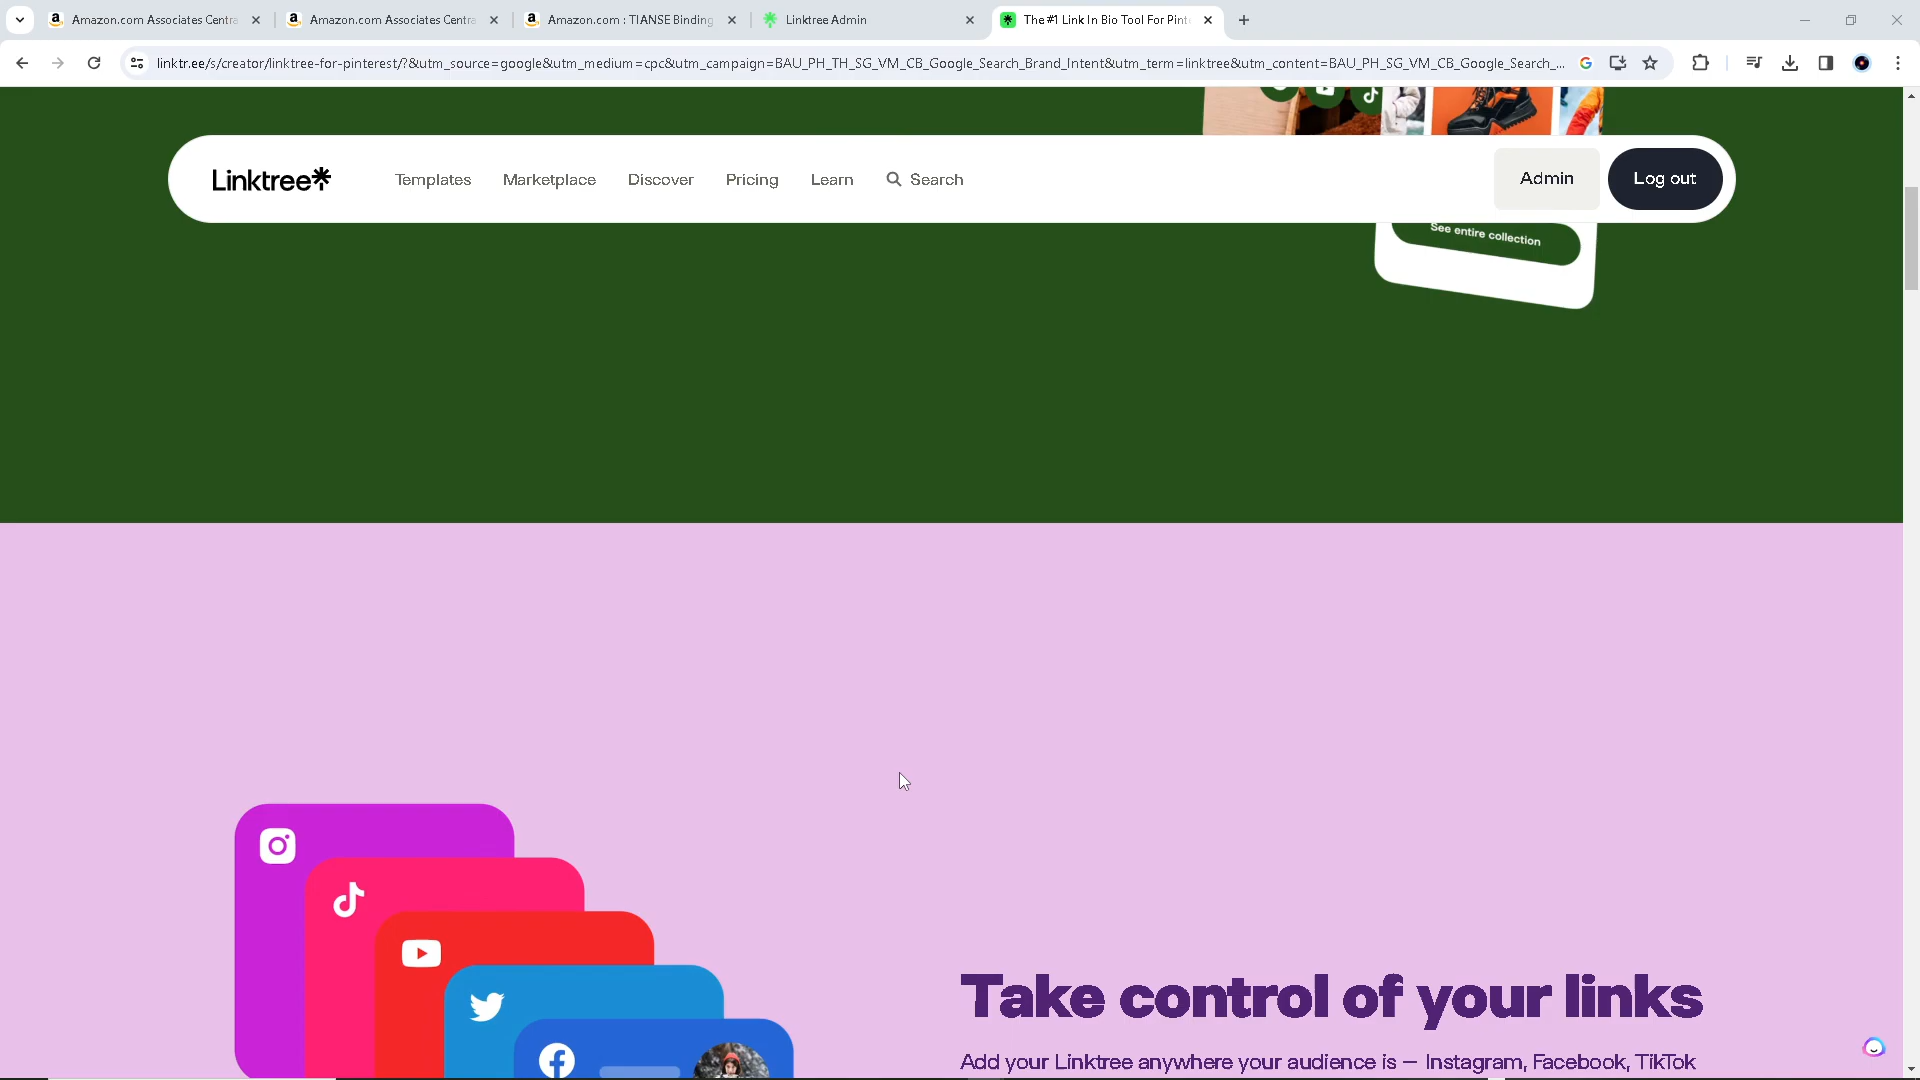 Amazon.com Associates Centra
Amazon.com Associates Centra
Amazon.com : TIANSE Binding
Linktree Admin
The #1 Link In Bio Tool For Pint
linktr.ee/s/creator/linktree-for-pinterest/?&utm_source=google&utm_medium=cpc&utm_campaign=BAU_PH_TH_SG_VM_CB_Google_Search_Brand_Intent&utm_term=linktree&utm_content=BAU_PH_SG_VM_CB_Google_Search_...
Linktree
Templates
Marketplace
Discover
Pricing
Learn
Search
Admin
Log out
See entire collection
Take control of your links
Add your Linktree anywhere your audience is — Instagram, Facebook, TikTok